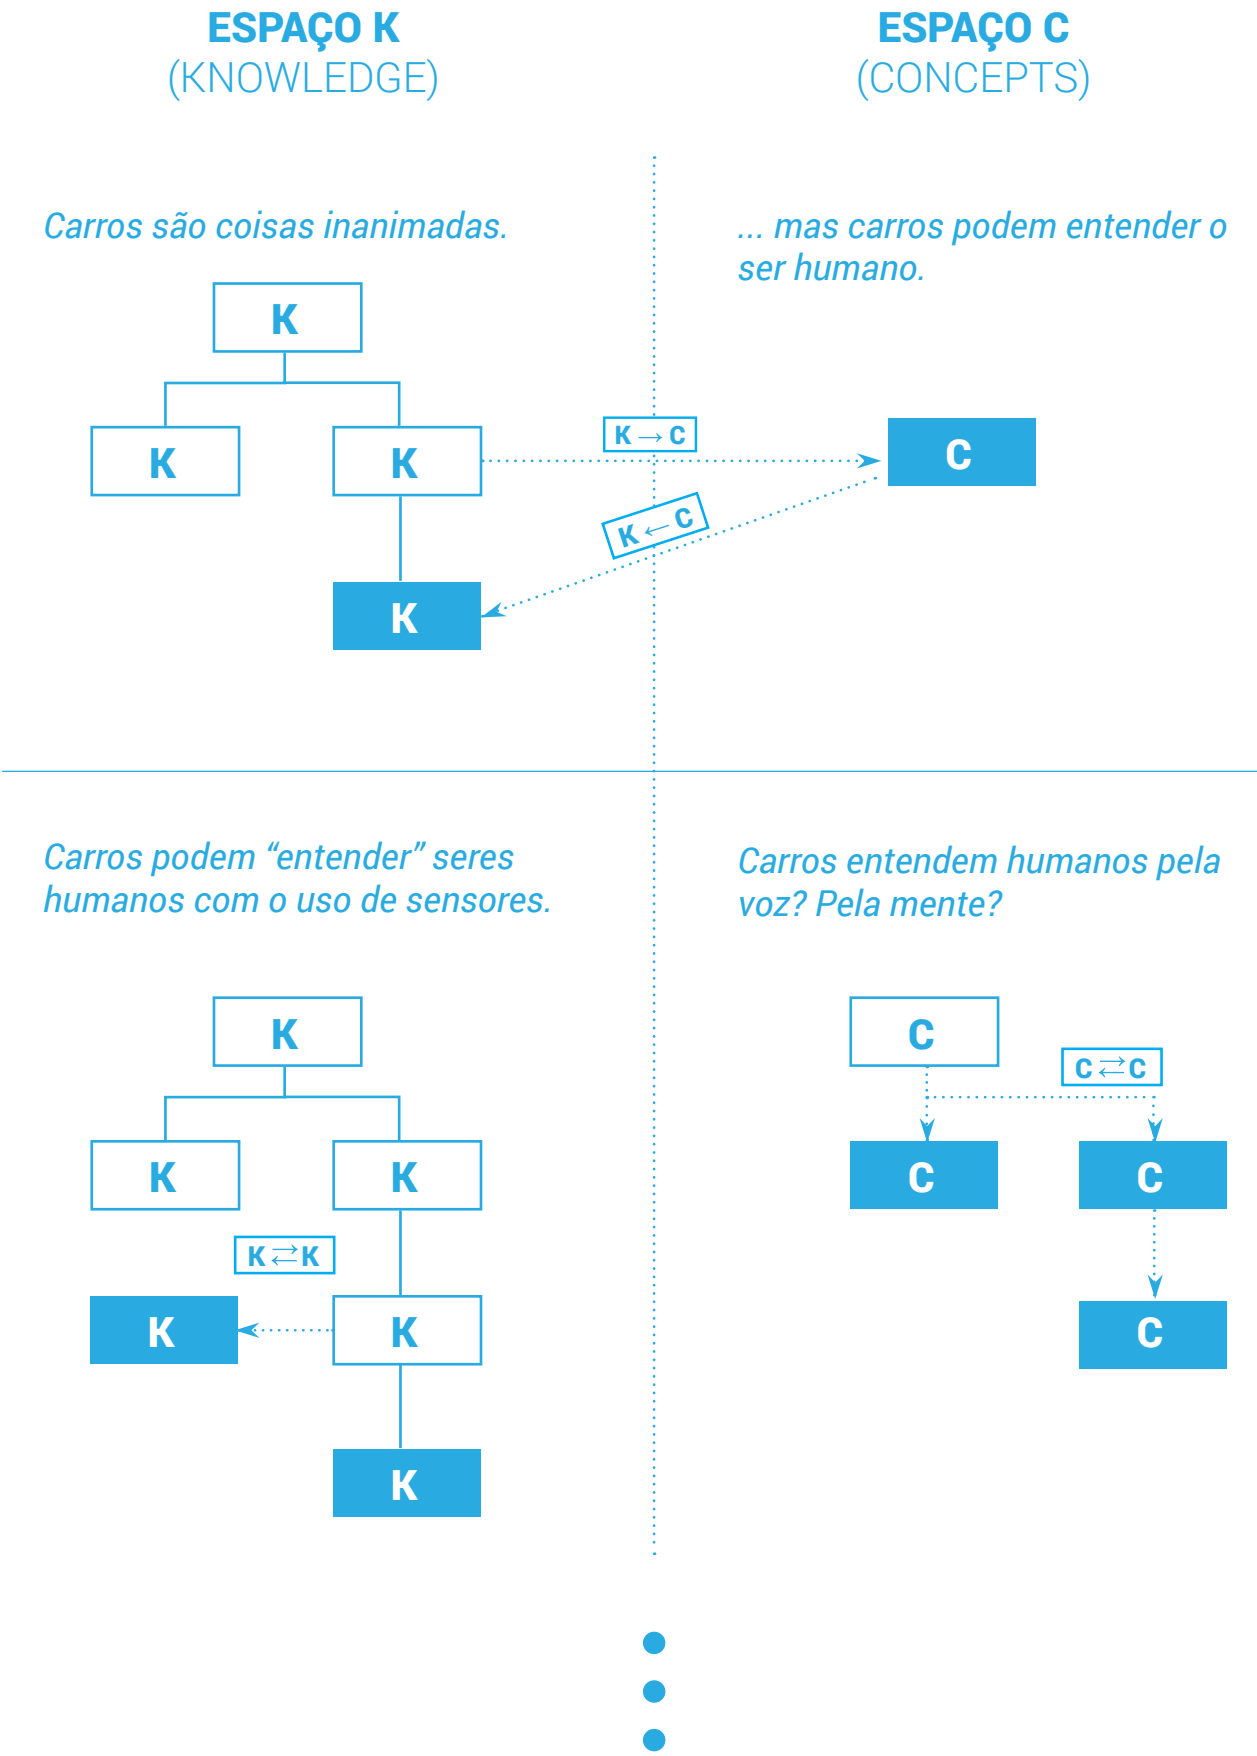 ESPAÇO K
(KNOWLEDGE)
ESPAÇO C
(CONCEPTS)
Carros são coisas inanimadas.
... mas carros podem entender o
ser humano.
K
K
K
K → C
C
K ← C
K
Carros podem “entender” seres
humanos com o uso de sensores.
Carros entendem humanos pela
voz? Pela mente?
K
K
K
K ⇄ K
K
K
K
C
C ⇄ C
C
C
C